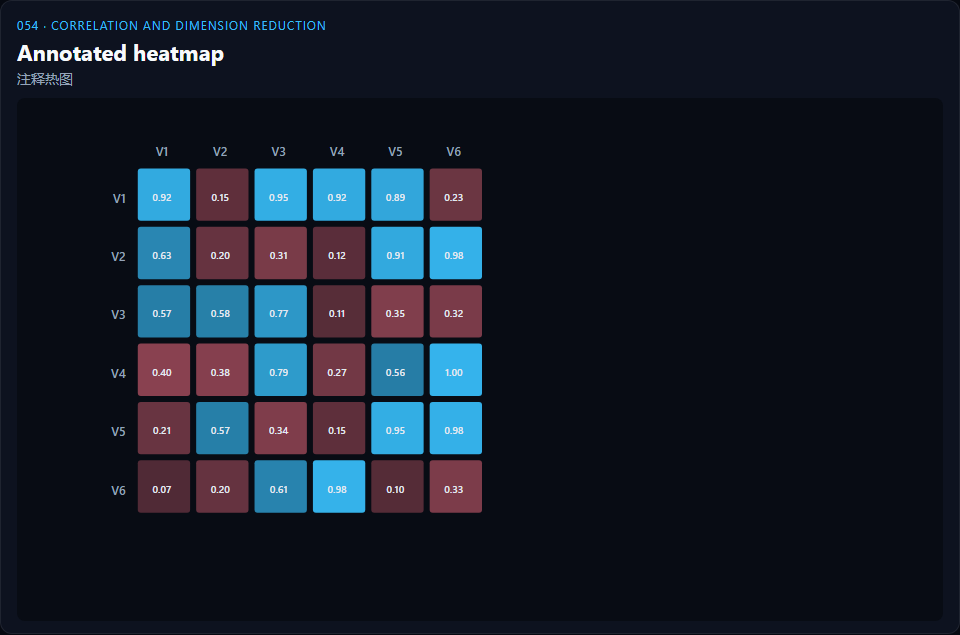 054 · CORRELATION AND DIMENSION REDUCTION
Annotated heatmap
注释热图
V1 V2 V3 V4 V5 V6
V1 0.92 0.15 0.95 0.92 0.89 0.23
V2 0.63 0.20 0.31 0.12 0.91 0.98
V3 0.57 0.58 0.77 0.11 0.35 0.32
V4 0.40 0.38 0.79 0.27 0.56 1.00
V5 0.21 0.57 0.34 0.15 0.95 0.98
V6 0.07 0.20 0.61 0.98 0.10 0.33